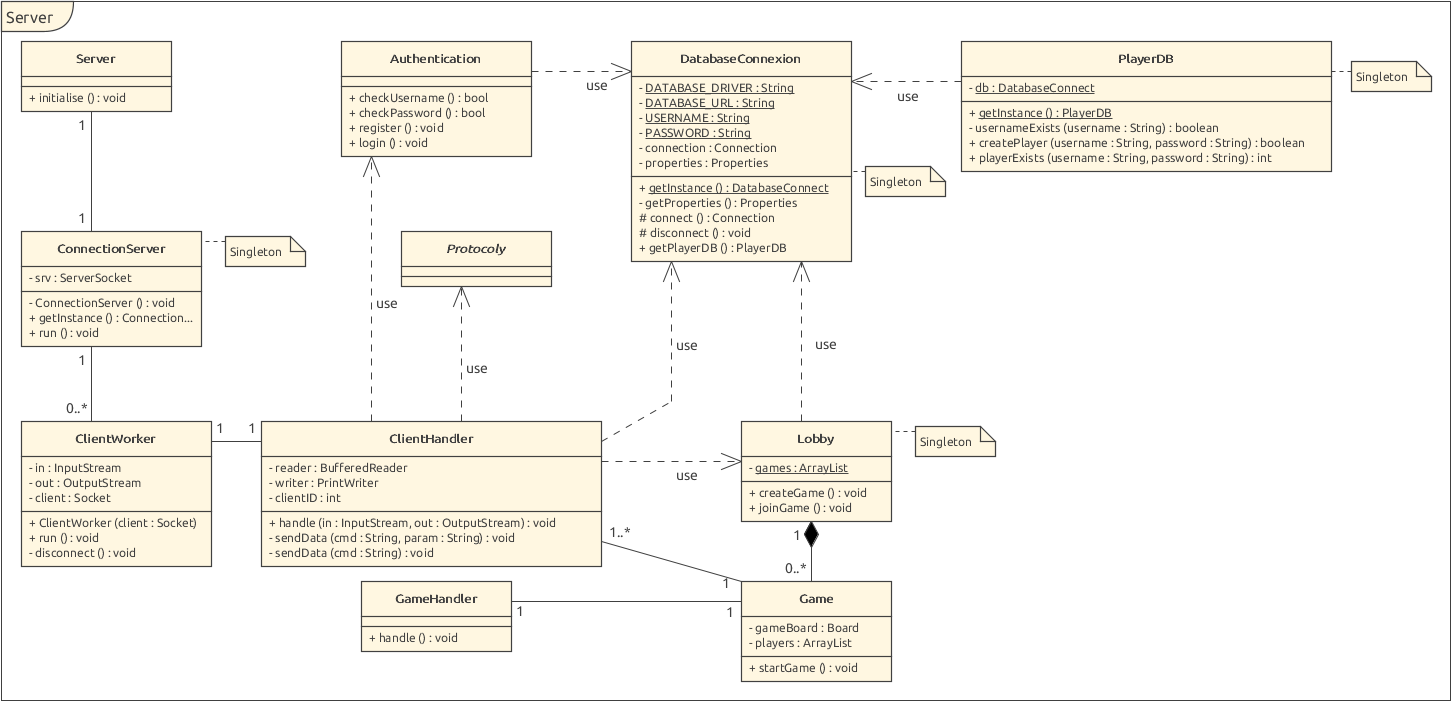 Server
Server
+ initialise () : void
1
1
Authentication
+ checkUsername () : bool
+ checkPassword () : bool
+ register () : void
+ login () : void
use
DatabaseConnexion
- DATABASE_DRIVER : String
- DATABASE_URL : String
- USERNAME : String
- PASSWORD : String
- connection : Connection
- properties : Properties
+ getInstance () : DatabaseConnect
- getProperties () : Properties
# connect () : Connection
# disconnect () : void
+ getPlayerDB () : PlayerDB
Singleton
use
PlayerDB
- db : DatabaseConnect
+ getInstance () : PlayerDB
- usernameExists (username : String) : boolean
+ createPlayer (username : String, password : String) : boolean
+ playerExists (username : String, password : String) : int
Singleton
ConnectionServer
- srv : ServerSocket
- ConnectionServer () : void
+ getInstance () : Connection...
+ run () : void
Singleton
1
0..*
Protocoly
use
use
use
use
ClientWorker
- in : InputStream
- out : OutputStream
- client : Socket
+ ClientWorker (client : Socket)
+ run () : void
- disconnect () : void
1
1
ClientHandler
- reader : BufferedReader
- writer : PrintWriter
- clientID : int
+ handle (in : InputStream, out : OutputStream) : void
- sendData (cmd : String, param : String) : void
- sendData (cmd : String) : void
use
Lobby
- games : ArrayList
+ createGame () : void
+ joinGame () : void
Singleton
1..*
1
1
0..*
GameHandler
+ handle () : void
1
1
Game
- gameBoard : Board
- players : ArrayList
+ startGame () : void